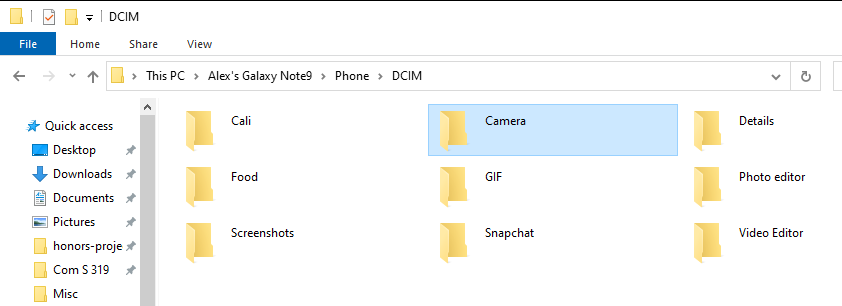 DCIM
File Home Share View
This PC Alex's Galaxy Note9 Phone DCIM
Quick access
Desktop
Downloads
Documents
Pictures
honors-proje
Com S 319
Misc
Cali Camera Details
Food GIF Photo editor
Screenshots Snapchat Video Editor